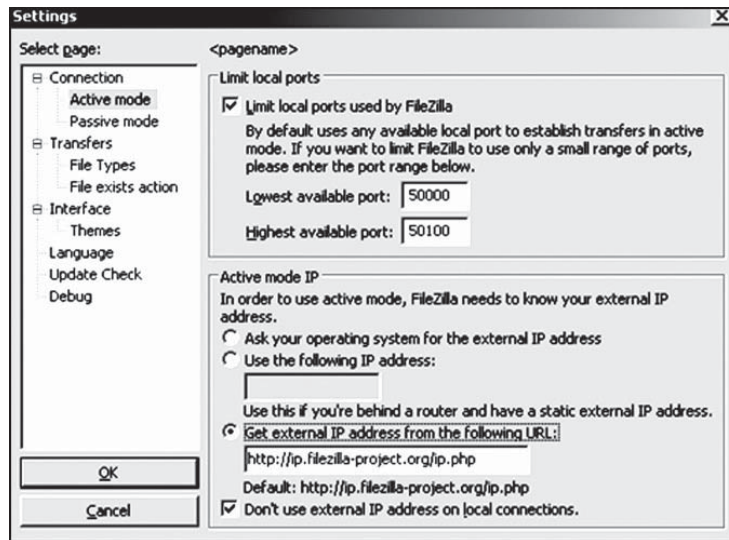 Settings
Select page:
Connection
Active mode
Passive mode
Transfers
File Types
File exists action
Interface
Themes
Language
Update Check
Debug
OK
Cancel
<pagename>
Limit local ports
Limit local ports used by FileZilla
By default uses any available local port to establish transfers in active
mode. If you want to limit FileZilla to use only a small range of ports,
please enter the port range below.
Lowest available port: 50000
Highest available port: 50100
Active mode IP
In order to use active mode, FileZilla needs to know your external IP
address.
Ask your operating system for the external IP address
Use the following IP address:
Use this if you're behind a router and have a static external IP address.
Get external IP address from the following URL:
http://ip.filezilla-project.org/ip.php
Default: http://ip.filezilla-project.org/ip.php
Don't use external IP address on local connections.